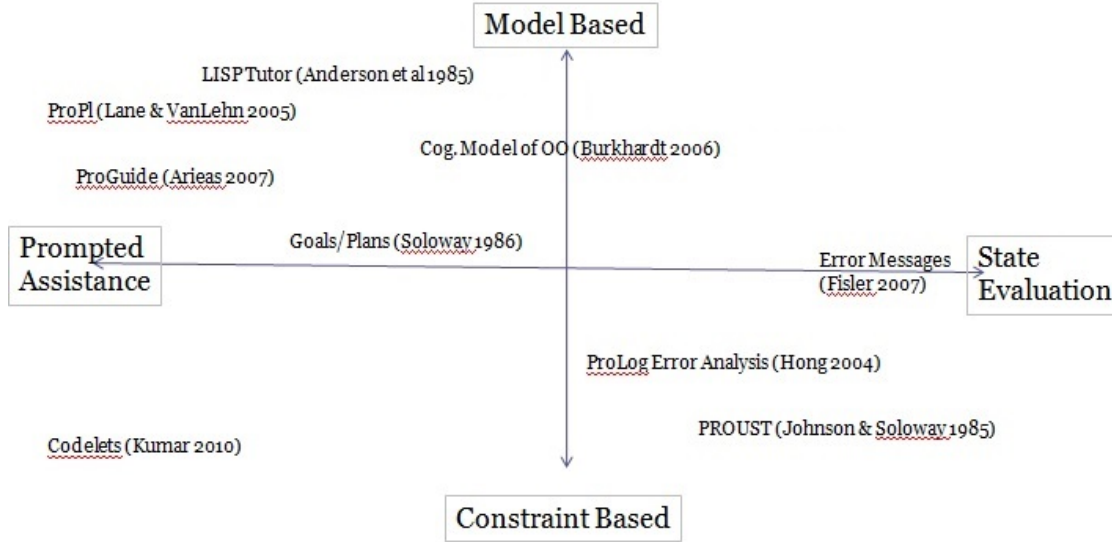 Model Based
LISP Tutor (Anderson et al 1985)
ProPl (Lane & VanLehn 2005)
Cog. Model of OO (Burkhardt 2006)
ProGuide (Arieas 2007)
Goals/Plans (Soloway 1986)
Prompted
Assistance
Error Messages
(Fisler 2007)
State
Evaluation
ProLog Error Analysis (Hong 2004)
PROUST (Johnson & Soloway 1985)
Codelets (Kumar 2010)
Constraint Based